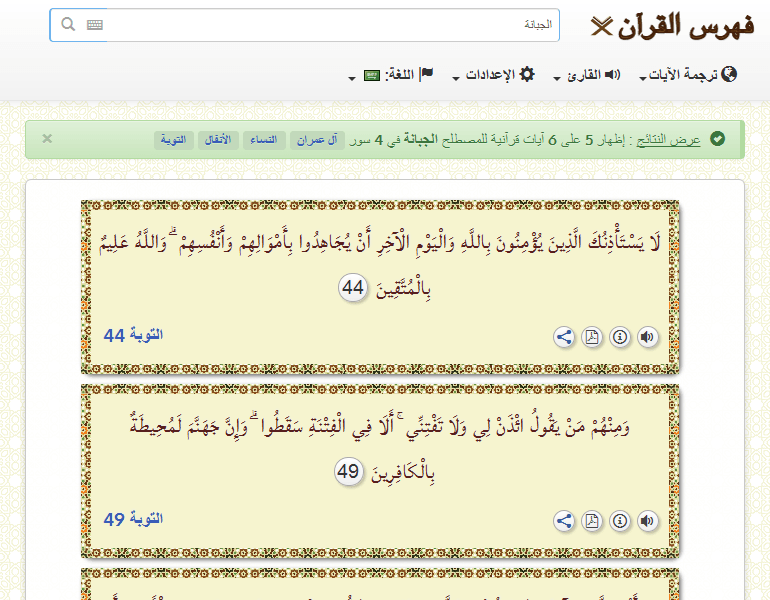 فهرس القرآن
الجبانة
ترجمة الآيات القارئ الإعدادات اللغة:
عرض النتائج : إظهار 5 على 6 آيات قرآنية للمصطلح الجبانة في 4 سور آل عمران النساء الأنفال التوبة ×
لَا يَسْتَأْذِنُكَ الَّذِينَ يُؤْمِنُونَ بِاللَّهِ وَالْيَوْمِ الْآخِرِ أَنْ يُجَاهِدُوا بِأَمْوَالِهِمْ وَأَنْفُسِهِمْ ۗ وَاللَّهُ عَلِيمٌ
بِالْمُتَّقِينَ 44
التوبة 44
وَمِنْهُمْ مَنْ يَقُولُ ائْذَنْ لِي وَلَا تَفْتِنِّي ۚ أَلَا فِي الْفِتْنَةِ سَقَطُوا ۗ وَإِنَّ جَهَنَّمَ لَمُحِيطَةٌ
بِالْكَافِرِينَ 49
التوبة 49